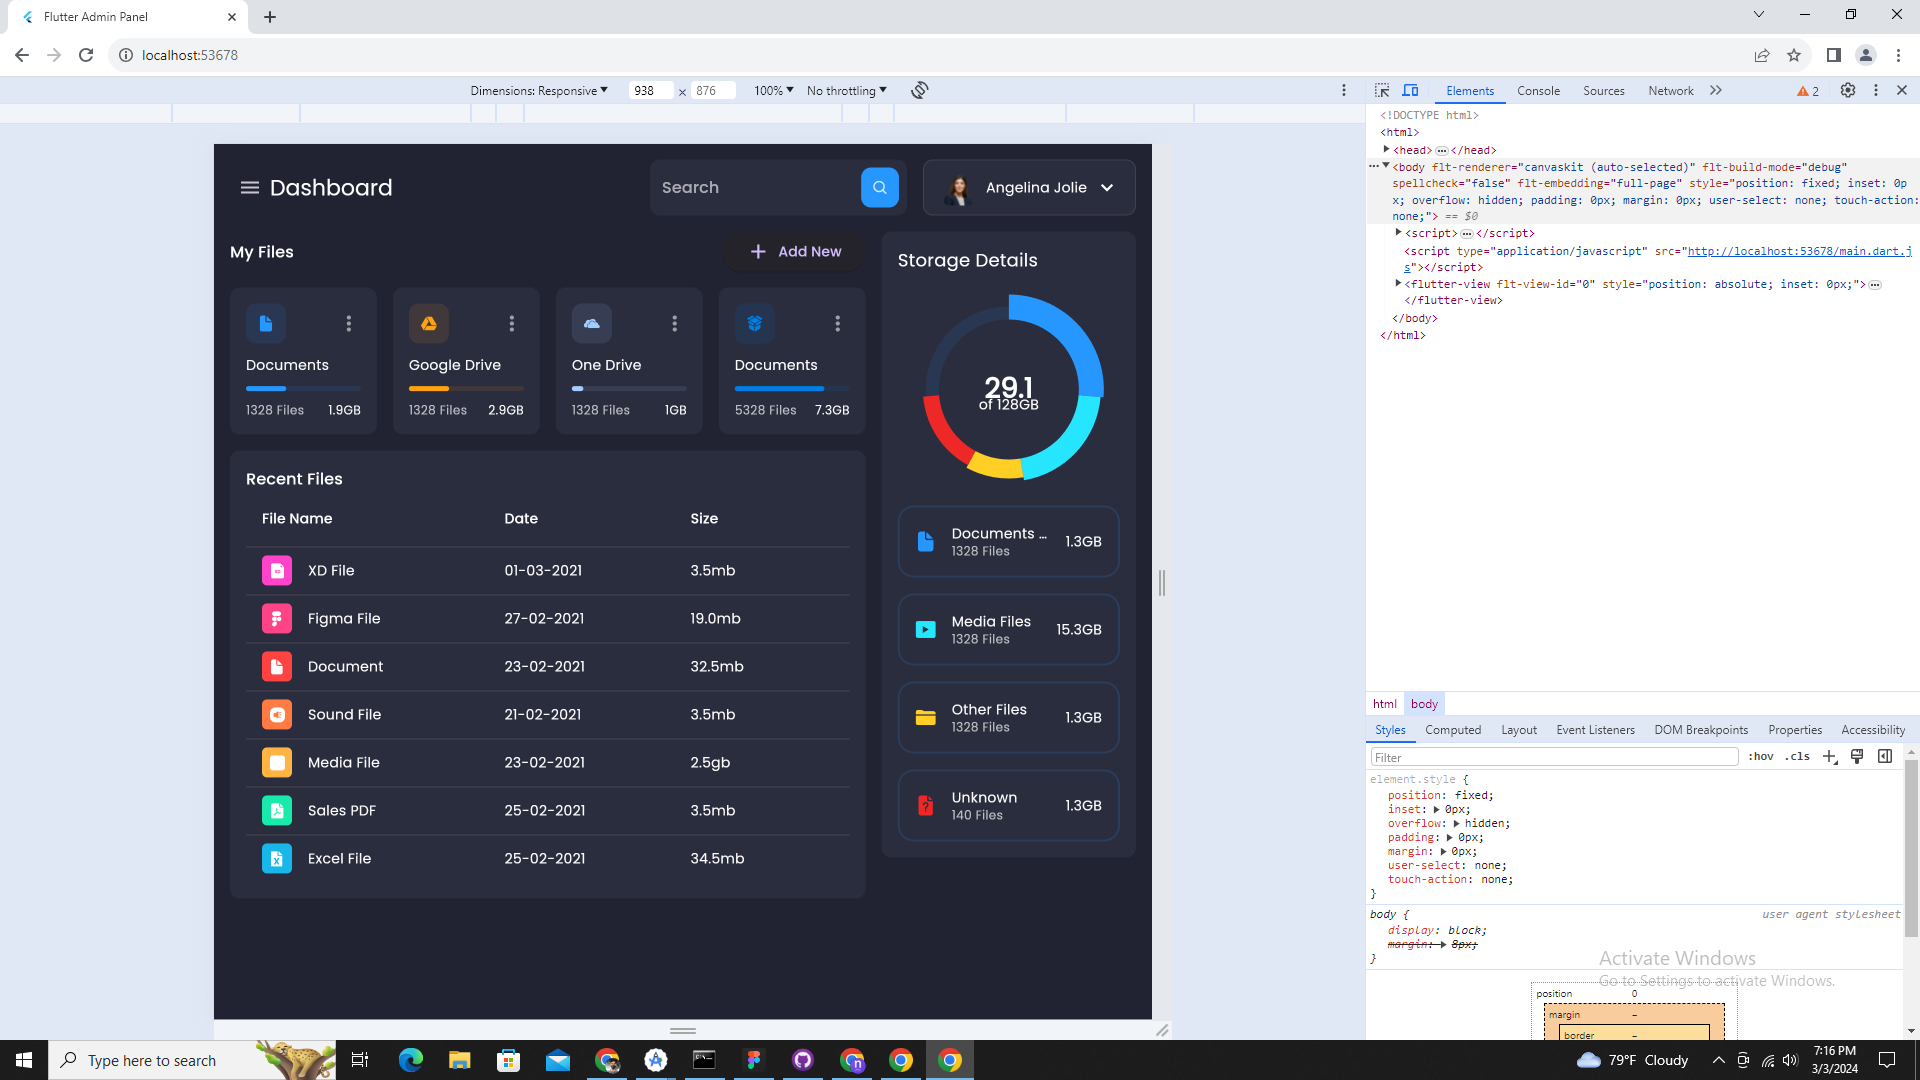 Flutter Admin Panel
localhost:53678
Dimensions: Responsive 938 × 876 100% No throttling
Elements Console Sources Network 2
<!DOCTYPE html>
<html>
<head> … </head>
<body flt-renderer="canvaskit (auto-selected)" flt-build-mode="debug"
spellcheck="false" flt-embedding="full-page" style="position: fixed; inset: 0p
x; overflow: hidden; padding: 0px; margin: 0px; user-select: none; touch-action:
none;"> == $0
<script> … </script>
<script type="application/javascript" src="http://localhost:53678/main.dart.j
s"></script>
<flutter-view flt-view-id="0" style="position: absolute; inset: 0px;"> …
</flutter-view>
</body>
</html>
Dashboard
Search
Angelina Jolie
My Files
Add New
Documents
1328 Files 1.9GB
Google Drive
1328 Files 2.9GB
One Drive
1328 Files 1GB
Documents
5328 Files 7.3GB
Recent Files
File Name Date Size
XD File 01-03-2021 3.5mb
Figma File 27-02-2021 19.0mb
Document 23-02-2021 32.5mb
Sound File 21-02-2021 3.5mb
Media File 23-02-2021 2.5gb
Sales PDF 25-02-2021 3.5mb
Excel File 25-02-2021 34.5mb
Storage Details
29.1
of 128GB
Documents ...
1328 Files
1.3GB
Media Files
1328 Files
15.3GB
Other Files
1328 Files
1.3GB
Unknown
140 Files
1.3GB
html body
Styles Computed Layout Event Listeners DOM Breakpoints Properties Accessibility
Filter :hov .cls
element.style {
position: fixed;
inset: 0px;
overflow: hidden;
padding: 0px;
margin: 0px;
user-select: none;
touch-action: none;
}
body { user agent stylesheet
display: block;
margin: 8px;
}
Activate Windows
Go to Settings to activate Windows.
position 0
margin –
border –
Type here to search
79°F Cloudy
7:16 PM
3/3/2024